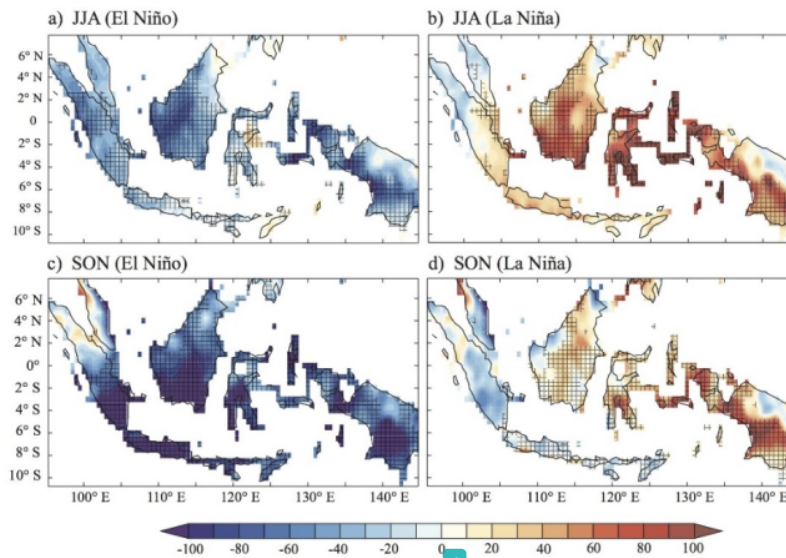 a) JJA (El Niño)
b) JJA (La Niña)
6° N
4° N
2° N
0
2° S
4° S
6° S
8° S
10° S
c) SON (El Niño)
d) SON (La Niña)
6° N
4° N
2° N
0°
2° S
4° S
6° S
8° S
10° S
100° E 110° E 120° E 130° E 140° E 100° E 110° E 120° E 130° E 140° E
-100 -80 -60 -40 -20 0 20 40 60 80 100